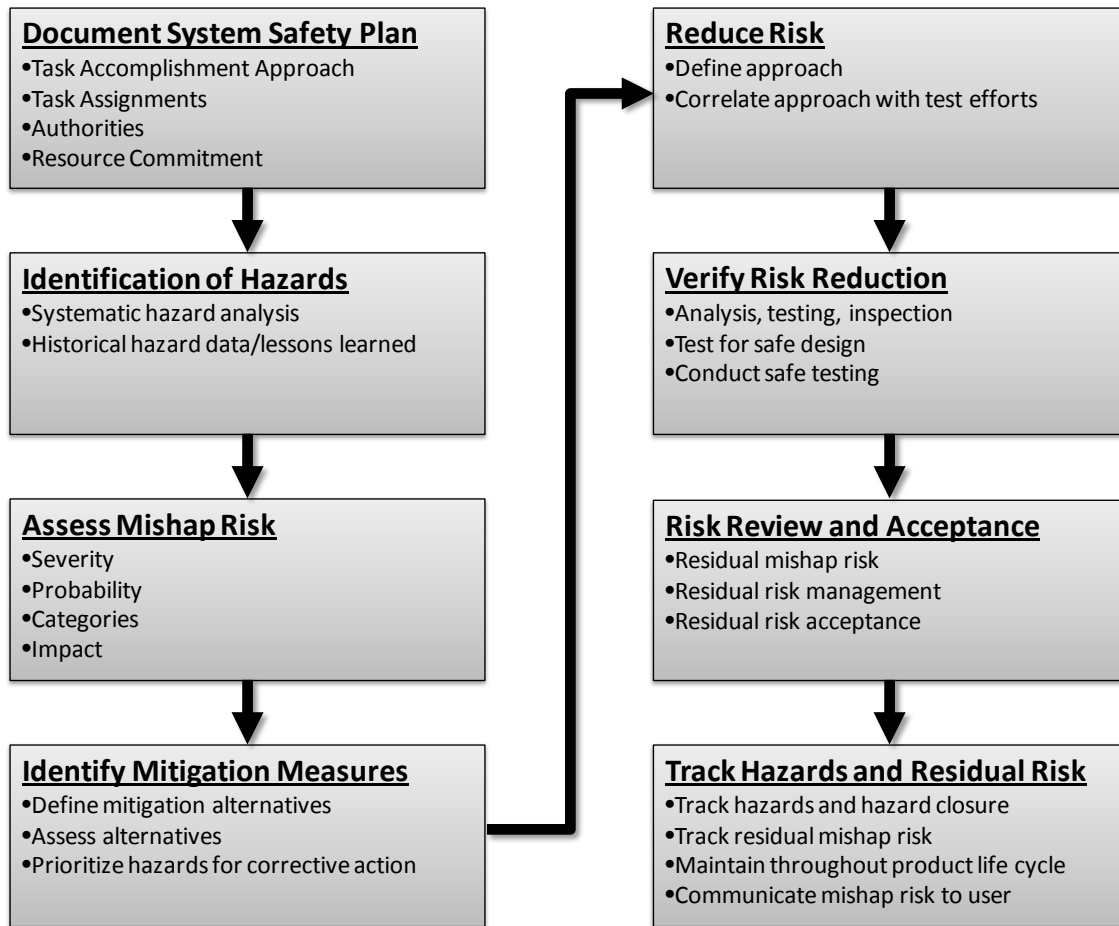 Document System Safety Plan
•Task Accomplishment Approach
•Task Assignments
•Authorities
•Resource Commitment
Identification of Hazards
•Systematic hazard analysis
•Historical hazard data/lessons learned
Assess Mishap Risk
•Severity
•Probability
•Categories
•Impact
Identify Mitigation Measures
•Define mitigation alternatives
•Assess alternatives
•Prioritize hazards for corrective action
Reduce Risk
•Define approach
•Correlate approach with test efforts
Verify Risk Reduction
•Analysis, testing, inspection
•Test for safe design
•Conduct safe testing
Risk Review and Acceptance
•Residual mishap risk
•Residual risk management
•Residual risk acceptance
Track Hazards and Residual Risk
•Track hazards and hazard closure
•Track residual mishap risk
•Maintain throughout product life cycle
•Communicate mishap risk to user